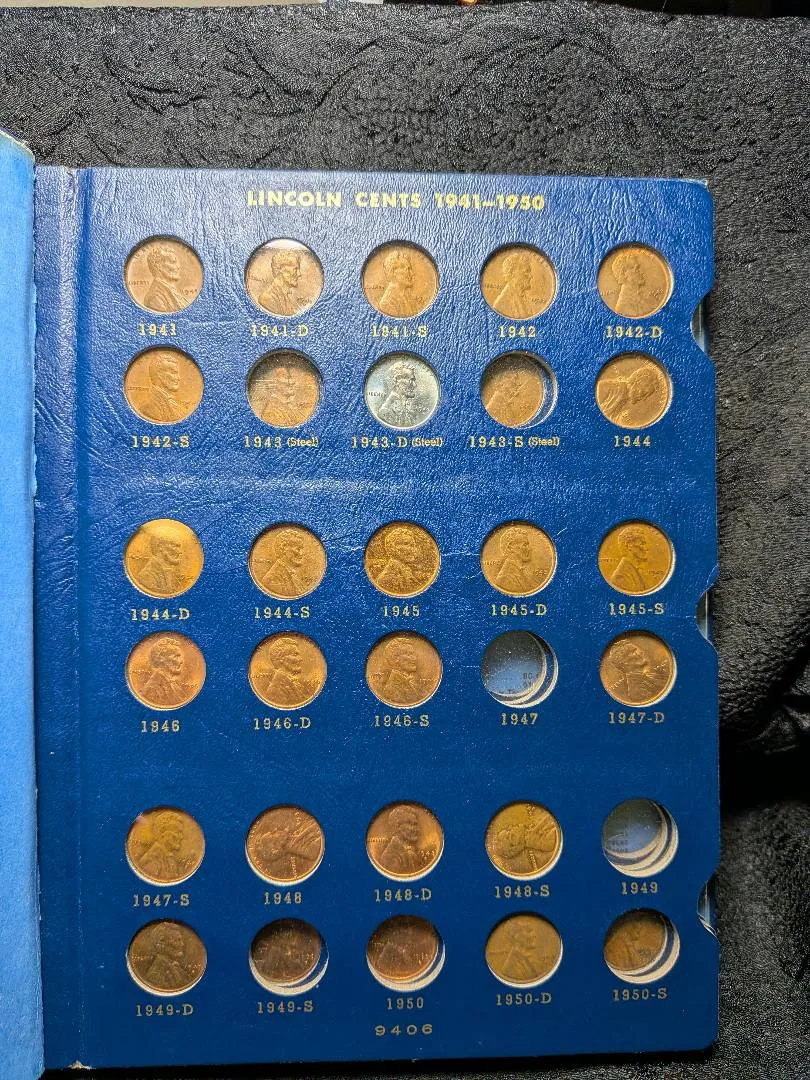 LINCOLN CENTS 1941–1950
1941 1941-D 1941-S 1942 1942-D
1942-S 1943 (Steel) 1943-D (Steel) 1943-S (Steel) 1944
1944-D 1944-S 1945 1945-D 1945-S
1946 1946-D 1946-S 1947 1947-D
1947-S 1948 1948-D 1948-S 1949
1949-D 1949-S 1950 1950-D 1950-S
9406